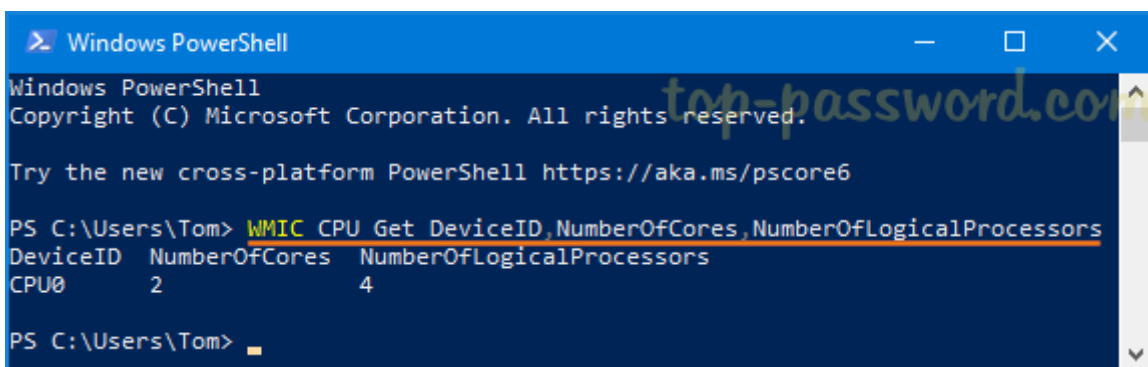 Windows PowerShell
top-password.com
Windows PowerShell
Copyright (C) Microsoft Corporation. All rights reserved.
Try the new cross-platform PowerShell https://aka.ms/pscore6
PS C:\Users\Tom> WMIC CPU Get DeviceID,NumberOfCores,NumberOfLogicalProcessors
DeviceID  NumberOfCores  NumberOfLogicalProcessors
CPU0      2              4
PS C:\Users\Tom>